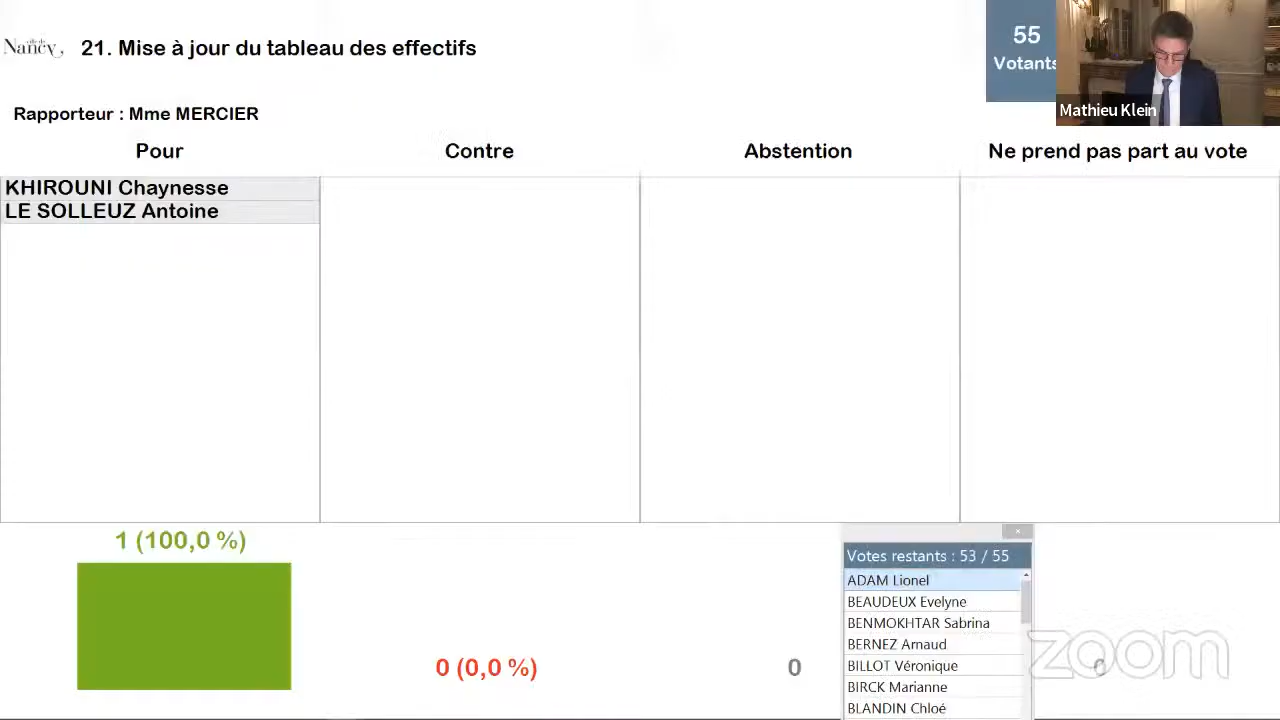 ville de
Nancy,
21. Mise à jour du tableau des effectifs
55
Votants
Mathieu Klein
Rapporteur : Mme MERCIER
Pour
Contre
Abstention
Ne prend pas part au vote
KHIROUNI Chaynesse
LE SOLLEUZ Antoine
1 (100,0 %)
0 (0,0 %)
0
0
Votes restants : 53 / 55
ADAM Lionel
BEAUDEUX Evelyne
BENMOKHTAR Sabrina
BERNEZ Arnaud
BILLOT Véronique
BIRCK Marianne
BLANDIN Chloé
zoom